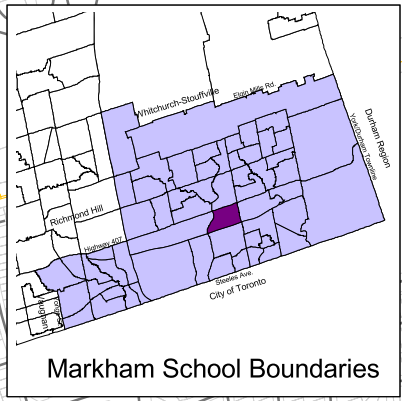 Whitchurch-Stouffville
Elgin Mills Rd.
Durham Region
York/Durham Townline
Richmond Hill
Highway 407
Steeles Ave.
City of Toronto
Vaughan
Markham School Boundaries